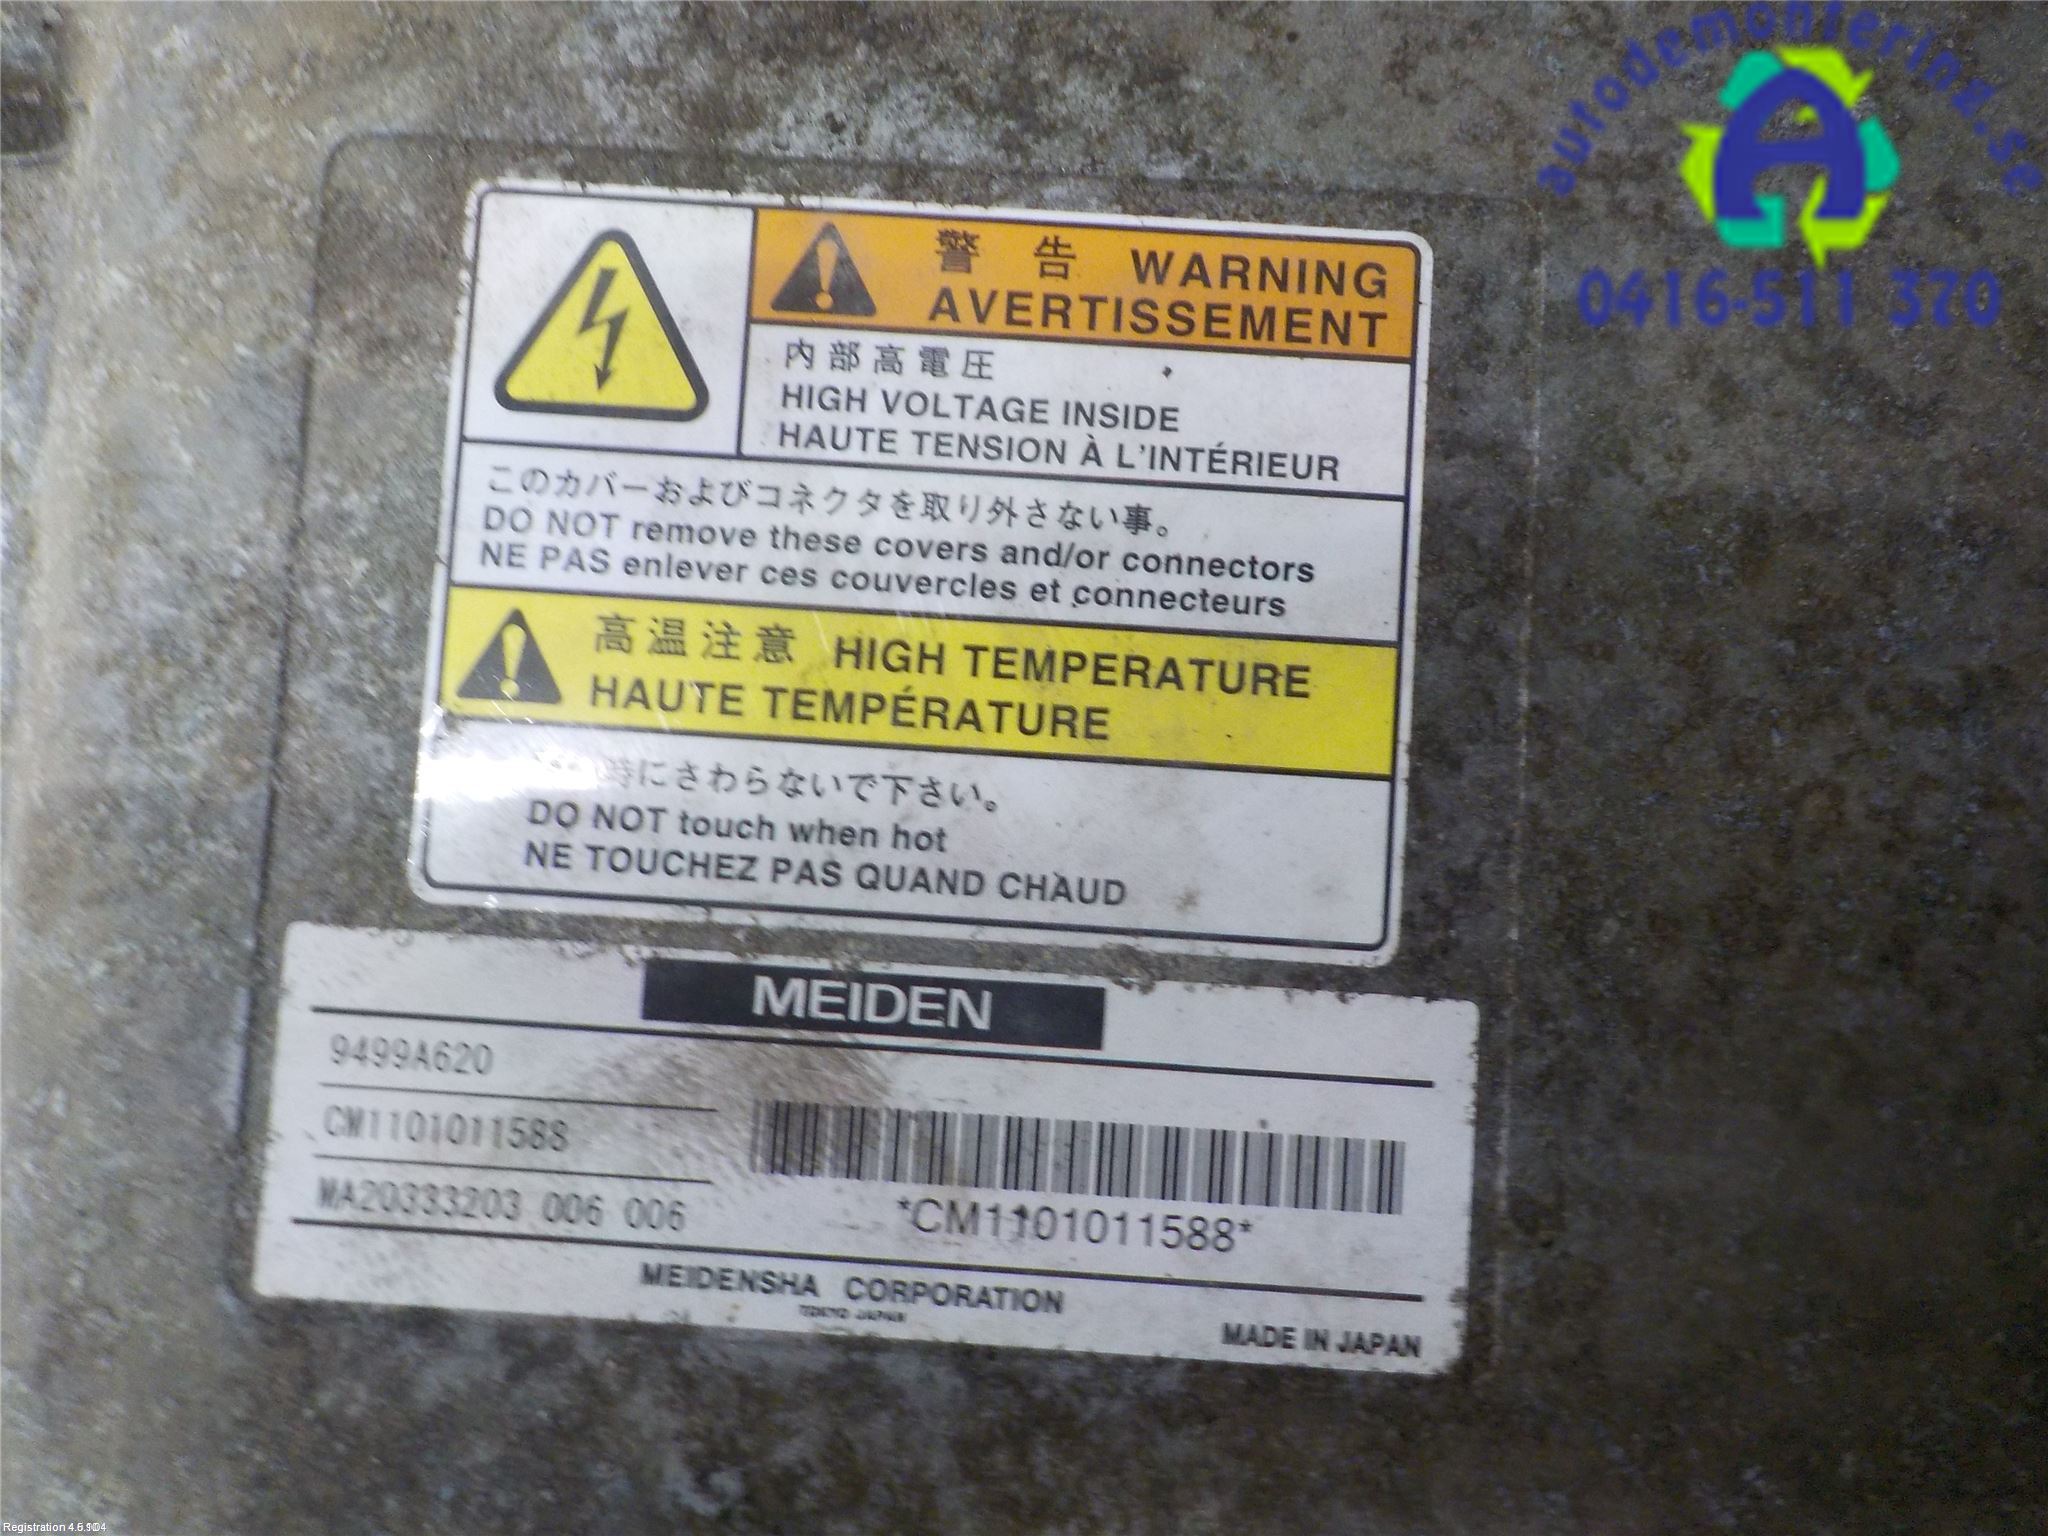 autodemontering.se
0416-511 370
警 告 WARNING
AVERTISSEMENT
内部高電圧
HIGH VOLTAGE INSIDE
HAUTE TENSION À L'INTÉRIEUR
このカバーおよびコネクタを取り外さない事。
DO NOT remove these covers and/or connectors
NE PAS enlever ces couvercles et connecteurs
高温注意 HIGH TEMPERATURE
HAUTE TEMPÉRATURE
時にさわらないで下さい。
DO NOT touch when hot
NE TOUCHEZ PAS QUAND CHAUD
MEIDEN
9499A620
CM1101011588
MA20333203 006 006
*CM1101011588*
MEIDENSHA CORPORATION
TOKYO JAPAN
MADE IN JAPAN
Registration